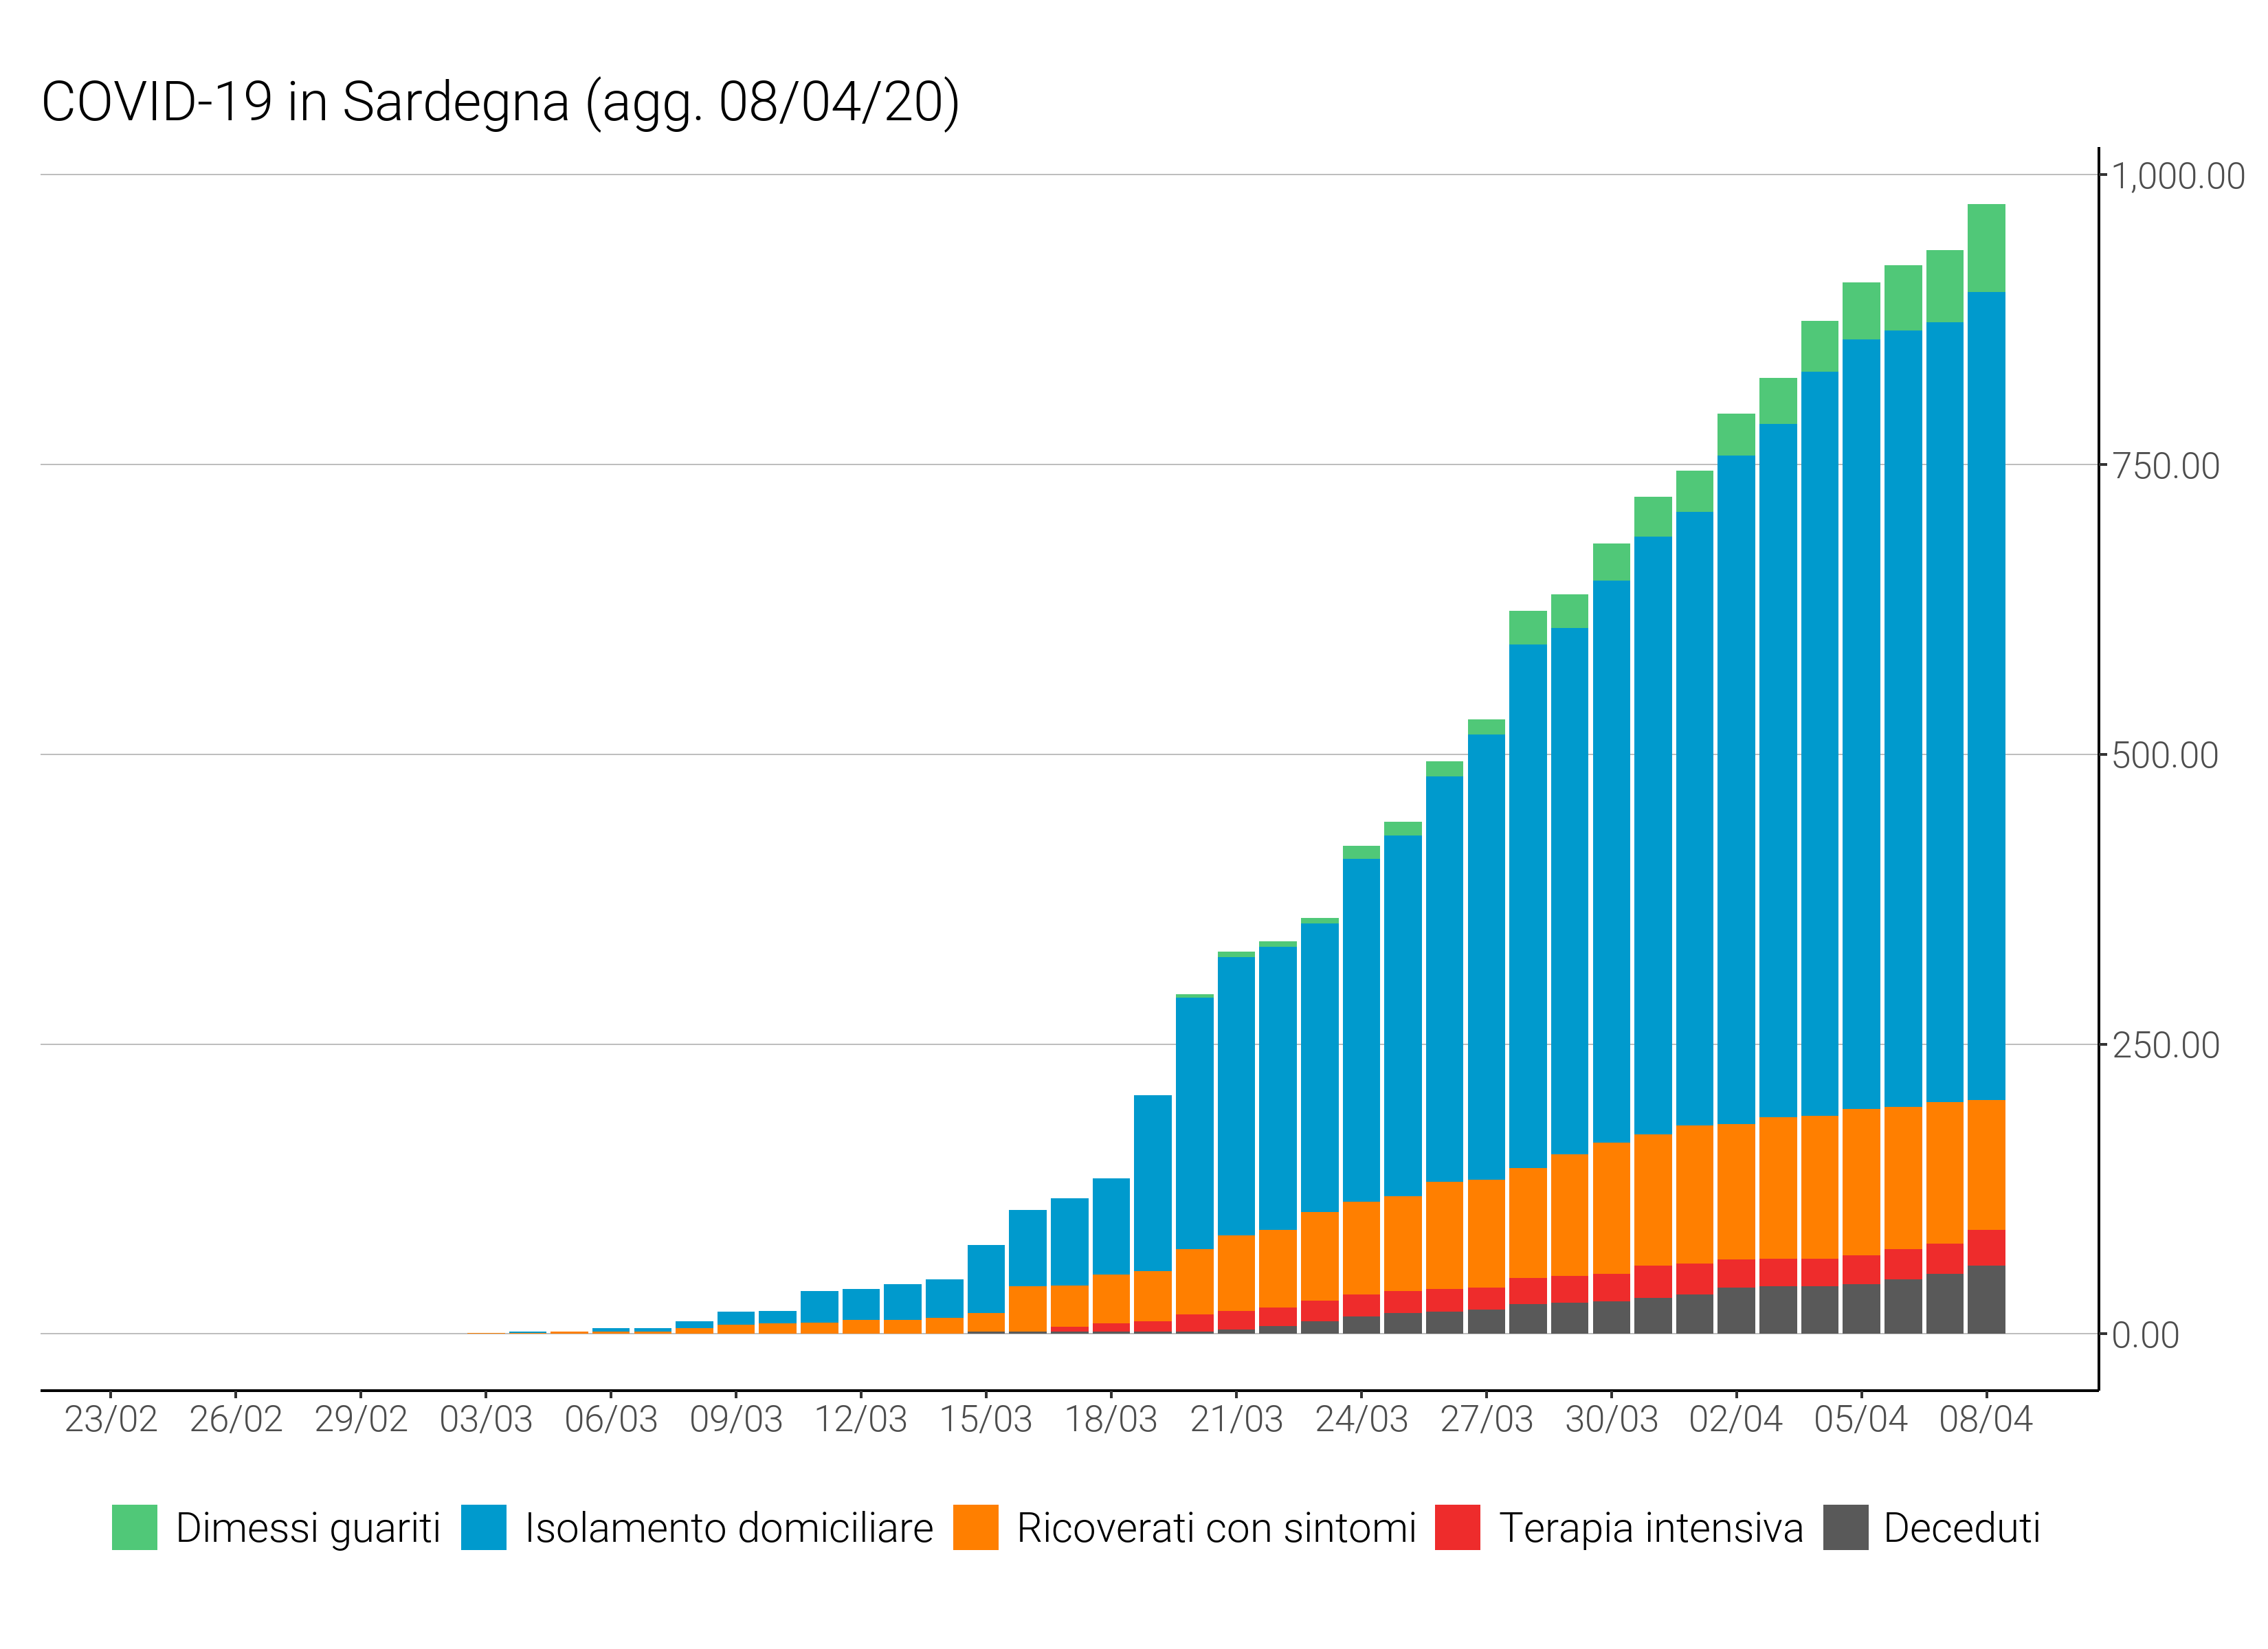 COVID-19 in Sardegna (agg. 08/04/20)
1,000.00
750.00
500.00
250.00
0.00
23/02 26/02 29/02 03/03 06/03 09/03 12/03 15/03 18/03 21/03 24/03 27/03 30/03 02/04 05/04 08/04
Dimessi guariti Isolamento domiciliare Ricoverati con sintomi Terapia intensiva Deceduti